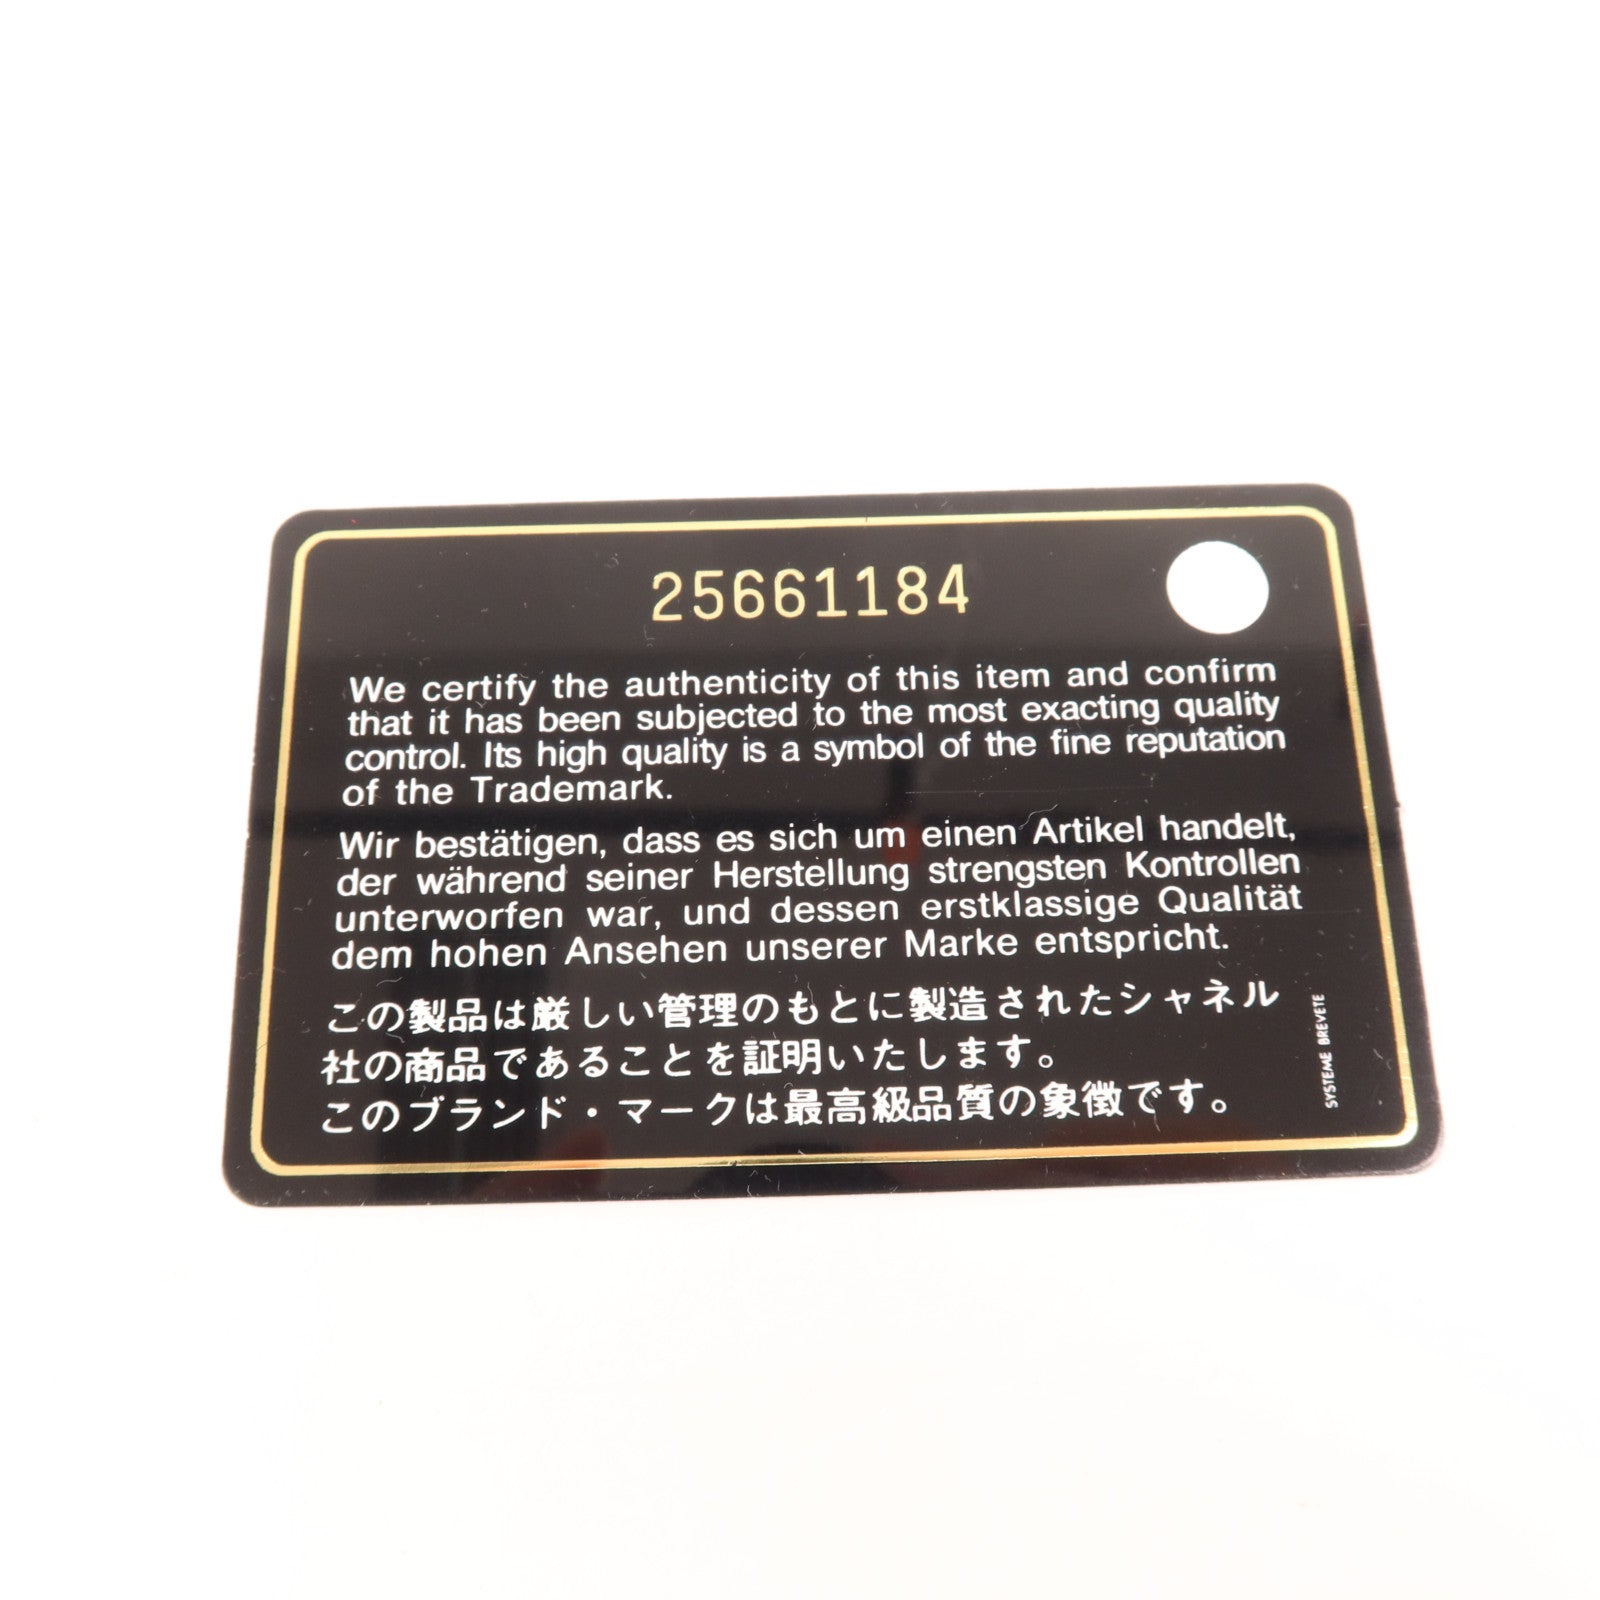 25661184
We certify the authenticity of this item and confirm
that it has been subjected to the most exacting quality
control. Its high quality is a symbol of the fine reputation
of the Trademark.
Wir bestätigen, dass es sich um einen Artikel handelt,
der während seiner Herstellung strengsten Kontrollen
unterworfen war, und dessen erstklassige Qualität
dem hohen Ansehen unserer Marke entspricht.
この製品は厳しい管理のもとに製造されたシャネル
社の商品であることを証明いたします。
このブランド・マークは最高級品質の象徴です。
SYSTEME BREVETE